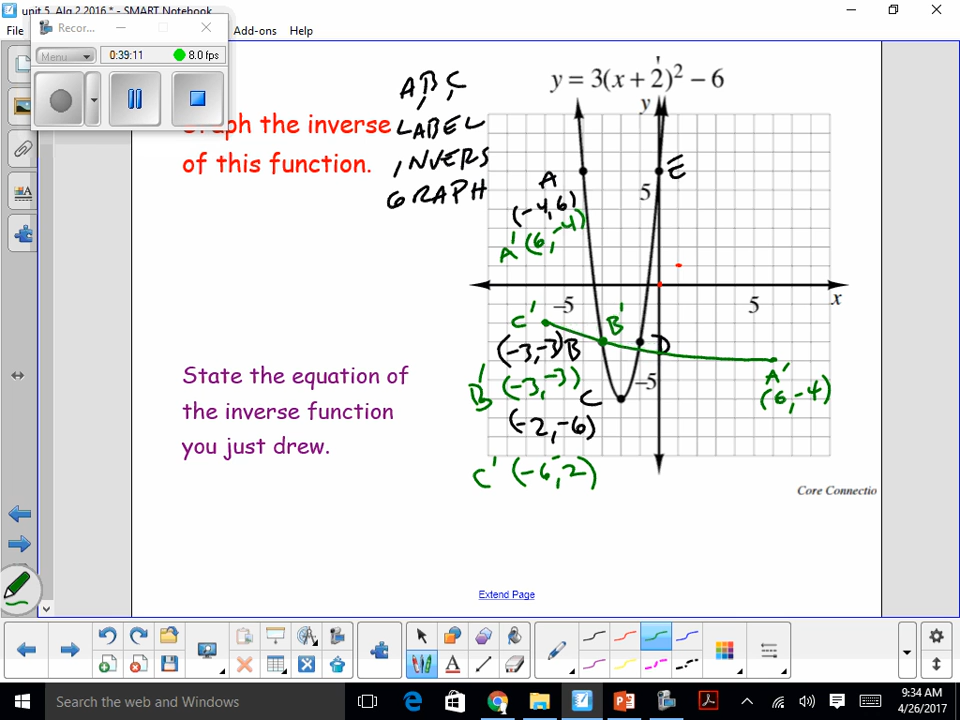 unit 5 Alg 2 2016 * - SMART Notebook
Recor...
Menu
0:39:11
8.0 fps
File
Add-ons
Help
Graph the inverse
of this function.
A B C
LABEL
INVERS
GRAPH
y = 3(x + 2)² − 6
y
E
5
A
(-4,6)
A' (6,-4)
-5
5
x
C'
B'
(-3,-3) B
D
B' (-3,-3)
-5
A'
(6,-4)
C
(-2,-6)
C' (-6,-2)
State the equation of
the inverse function
you just drew.
Core Connectio
Extend Page
A
Search the web and Windows
9:34 AM
4/26/2017